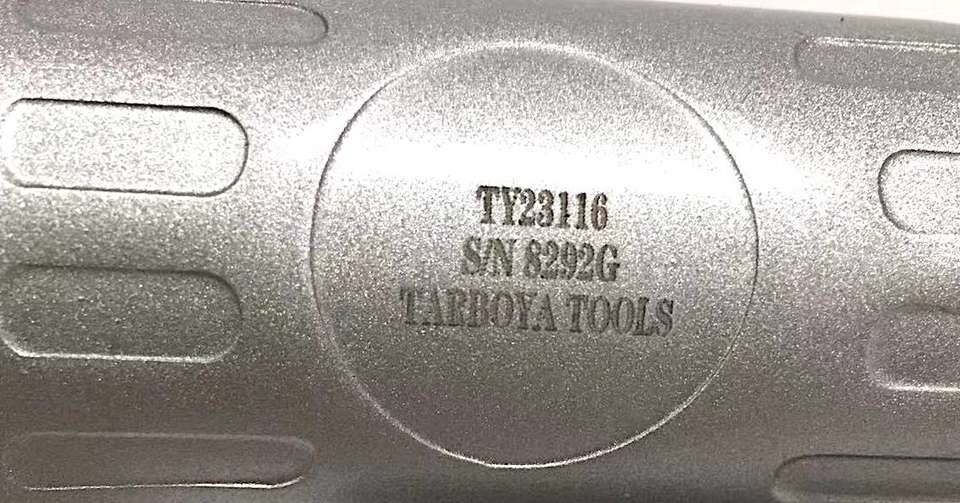 TY23116
S/N 8292G
TARBOYA TOOLS